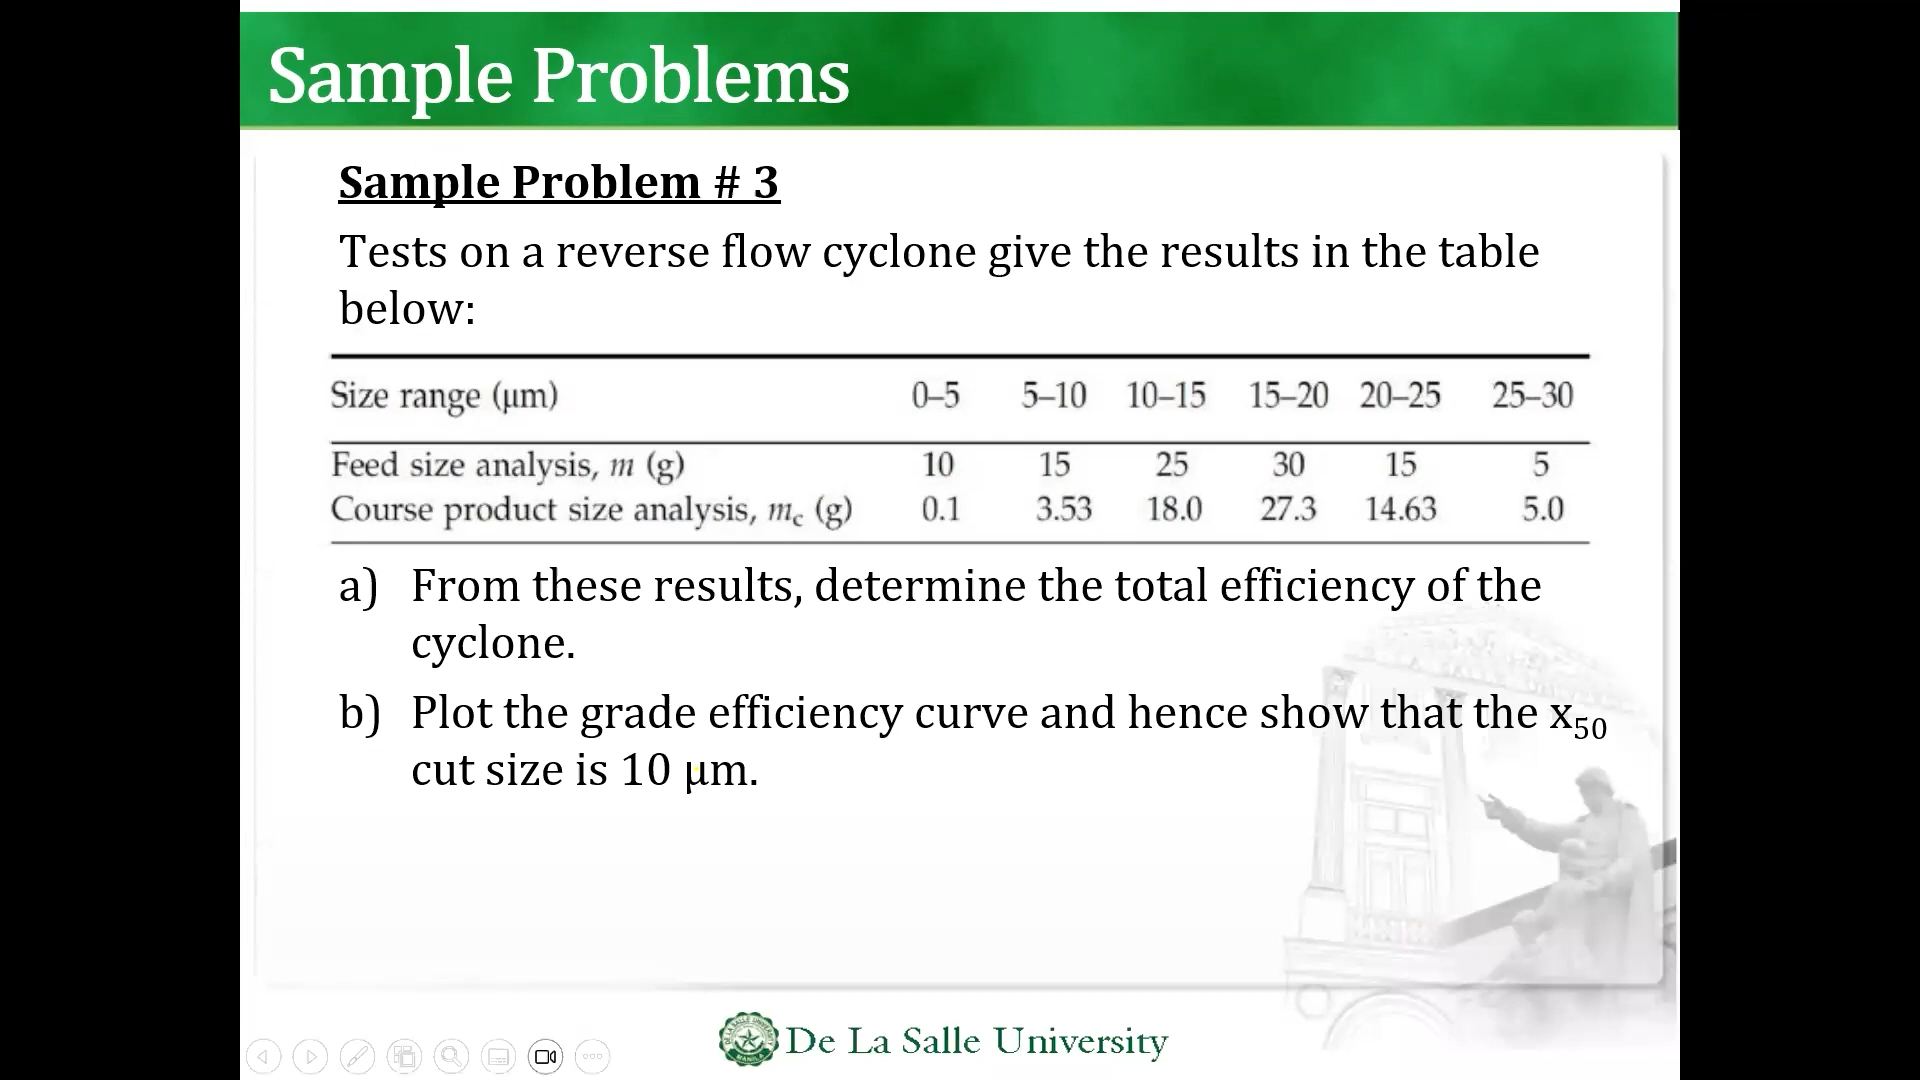 Sample Problems
Sample Problem # 3
Tests on a reverse flow cyclone give the results in the table
below:
Size range (μm) 0–5 5–10 10–15 15–20 20–25 25–30
Feed size analysis, m (g) 10 15 25 30 15 5
Course product size analysis, mc (g) 0.1 3.53 18.0 27.3 14.63 5.0
a) From these results, determine the total efficiency of the
cyclone.
b) Plot the grade efficiency curve and hence show that the x50
cut size is 10 μm.
De La Salle University